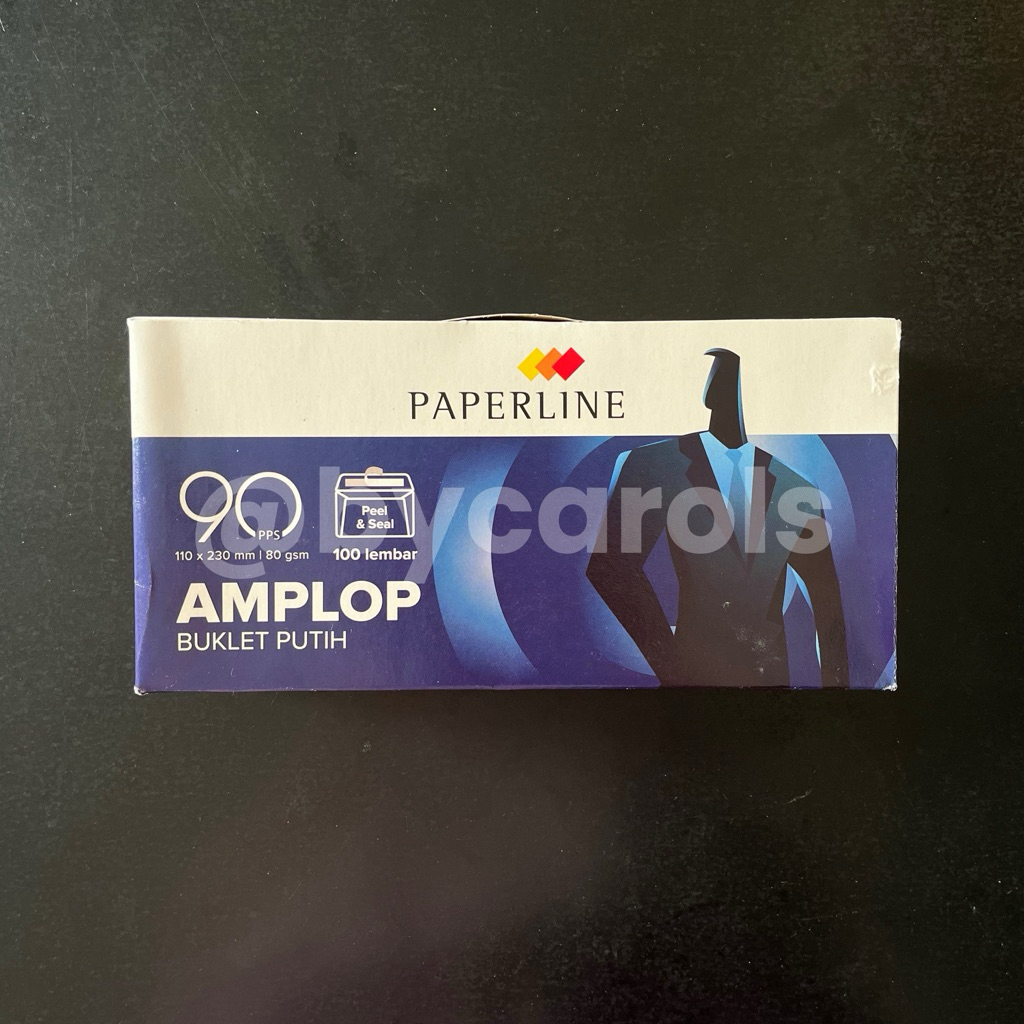 PAPERLINE
90
PPS
110 x 230 mm | 80 gsm
Peel
& Seal
100 lembar
@bycarols
AMPLOP
BUKLET PUTIH